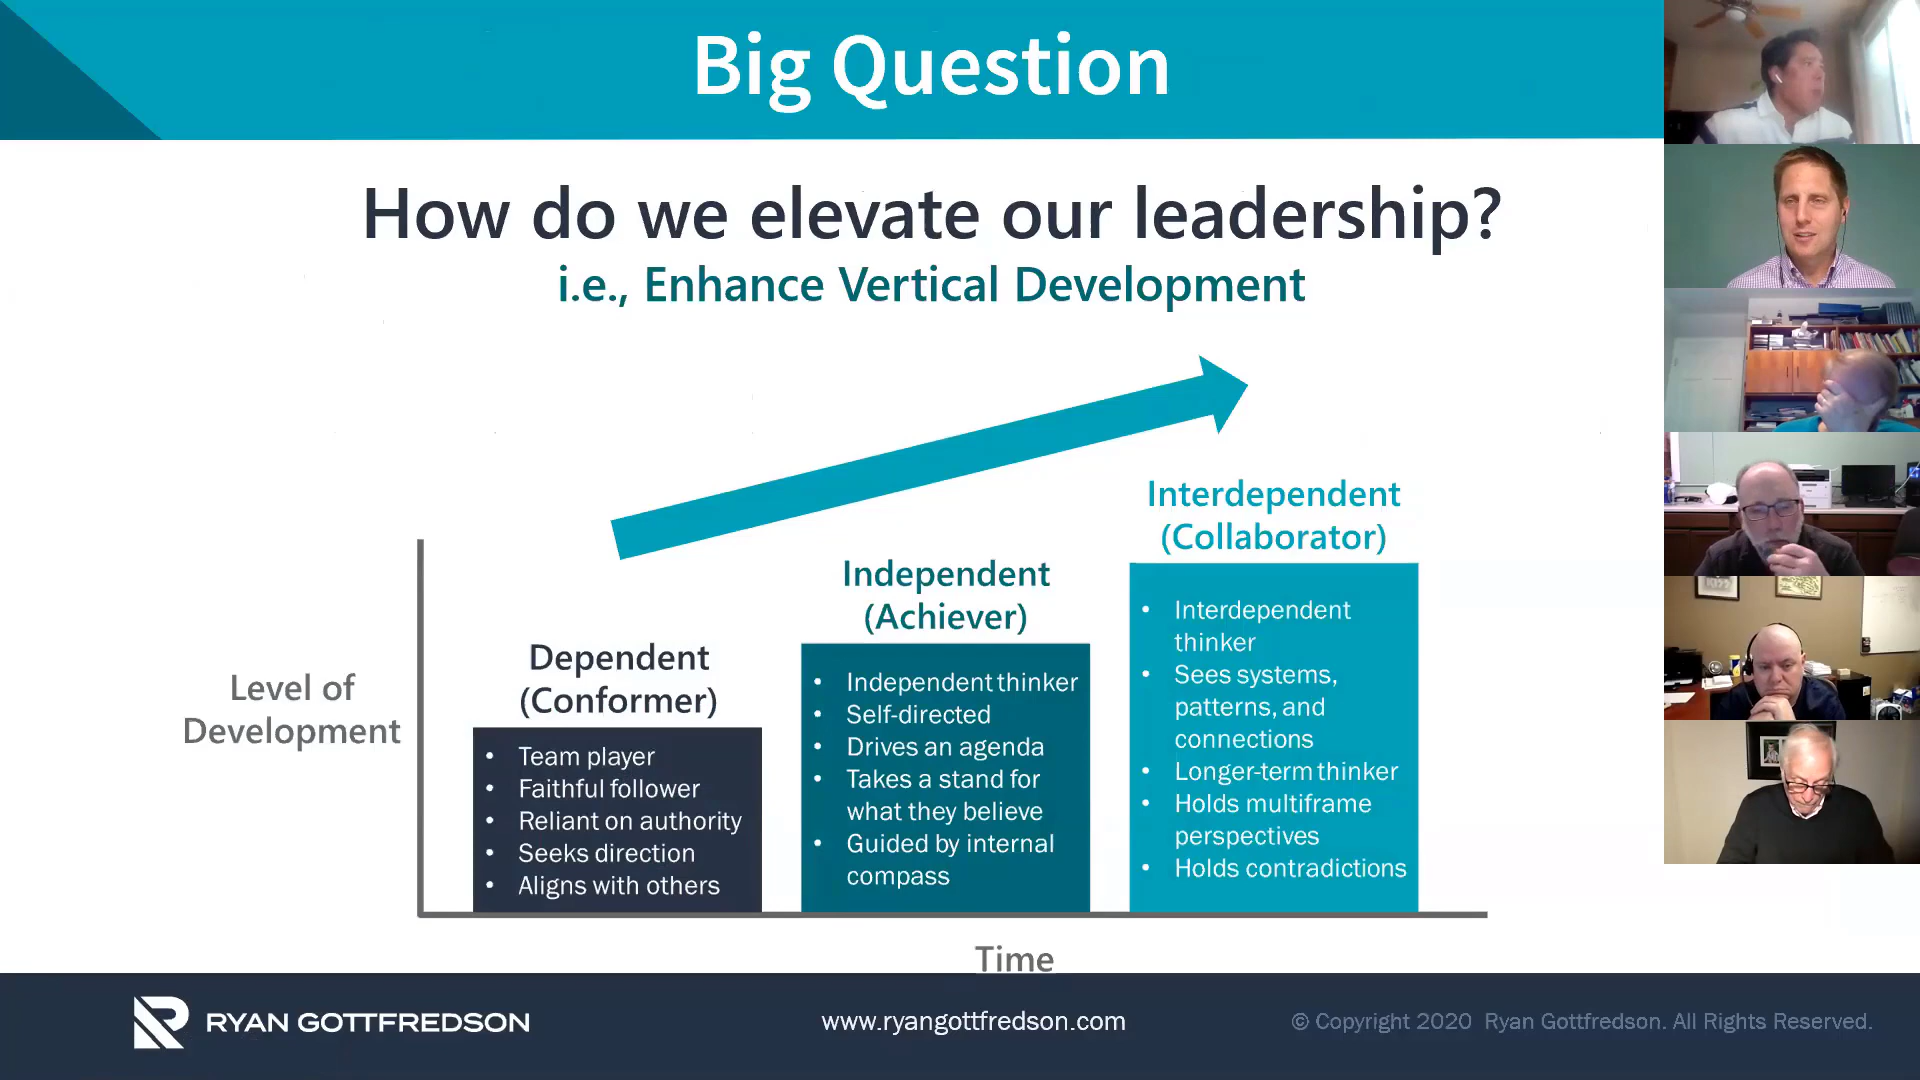 Big Question
How do we elevate our leadership?
i.e., Enhance Vertical Development
Interdependent
(Collaborator)
Independent
(Achiever)
Dependent
(Conformer)
Level of
Development
• Team player
• Faithful follower
• Reliant on authority
• Seeks direction
• Aligns with others
• Independent thinker
• Self-directed
• Drives an agenda
• Takes a stand for
what they believe
• Guided by internal
compass
• Interdependent
thinker
• Sees systems,
patterns, and
connections
• Longer-term thinker
• Holds multiframe
perspectives
• Holds contradictions
Time
RYAN GOTTFREDSON
www.ryangottfredson.com
© Copyright 2020 Ryan Gottfredson. All Rights Reserved.